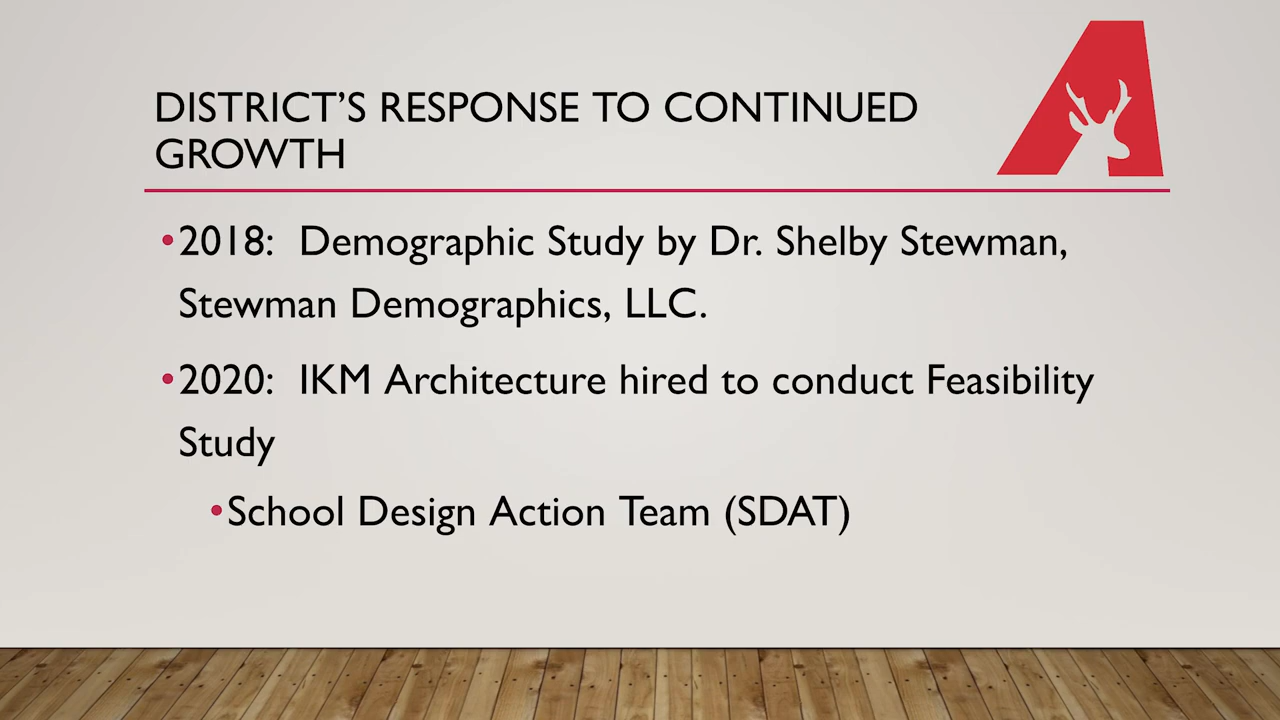 DISTRICT’S RESPONSE TO CONTINUED
GROWTH
•2018:  Demographic Study by Dr. Shelby Stewman,
Stewman Demographics, LLC.
•2020:  IKM Architecture hired to conduct Feasibility
Study
•School Design Action Team (SDAT)